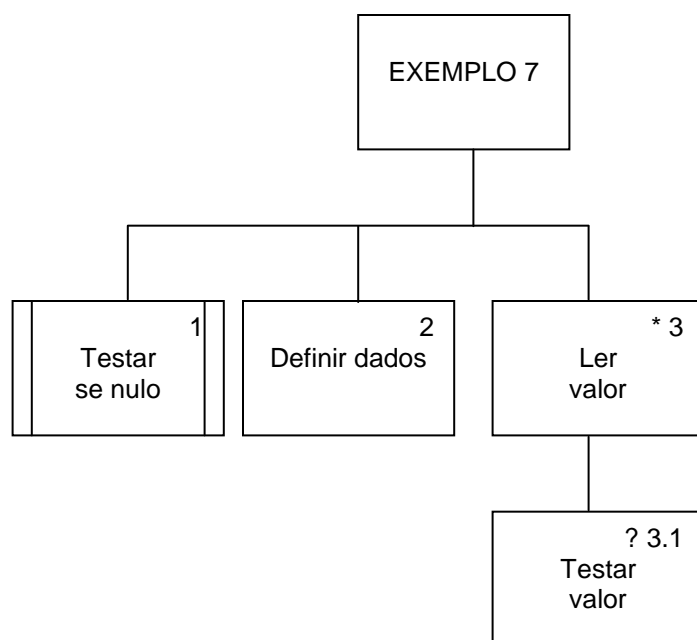 EXEMPLO 7
1
Testar
se nulo
2
Definir dados
* 3
Ler
valor
? 3.1
Testar
valor